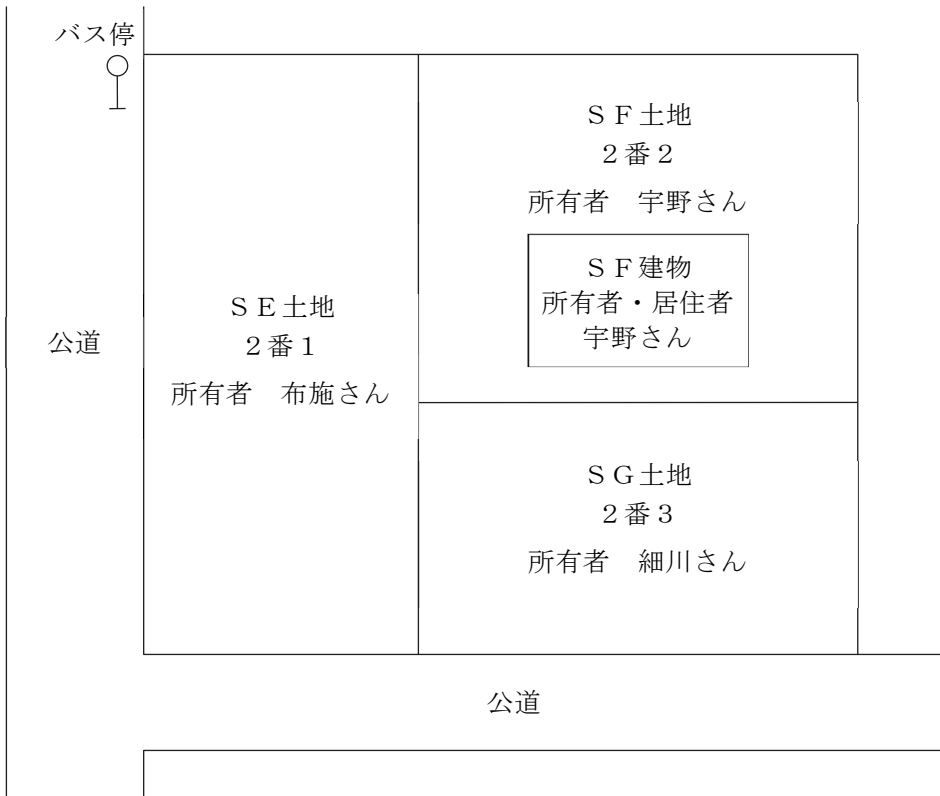 バス停
ＳＦ土地
２番２
所有者　宇野さん
ＳＦ建物
所有者・居住者
宇野さん
ＳＥ土地
２番１
所有者　布施さん
公道
ＳＧ土地
２番３
所有者　細川さん
公道